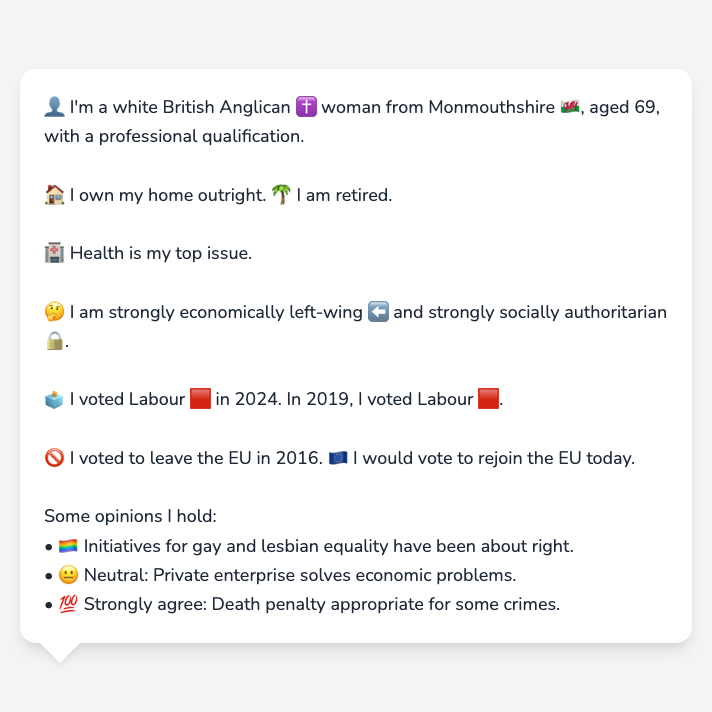 👤 I'm a white British Anglican ✝️ woman from Monmouthshire 🏴󠁧󠁢󠁷󠁬󠁳󠁿, aged 69,
with a professional qualification.
🏠 I own my home outright. 🌴 I am retired.
🏥 Health is my top issue.
🤔 I am strongly economically left-wing ⬅️ and strongly socially authoritarian
🔒.
🗳️ I voted Labour 🟥 in 2024. In 2019, I voted Labour 🟥.
🚫 I voted to leave the EU in 2016. 🇪🇺 I would vote to rejoin the EU today.
Some opinions I hold:
• 🏳️‍🌈 Initiatives for gay and lesbian equality have been about right.
• 😐 Neutral: Private enterprise solves economic problems.
• 💯 Strongly agree: Death penalty appropriate for some crimes.